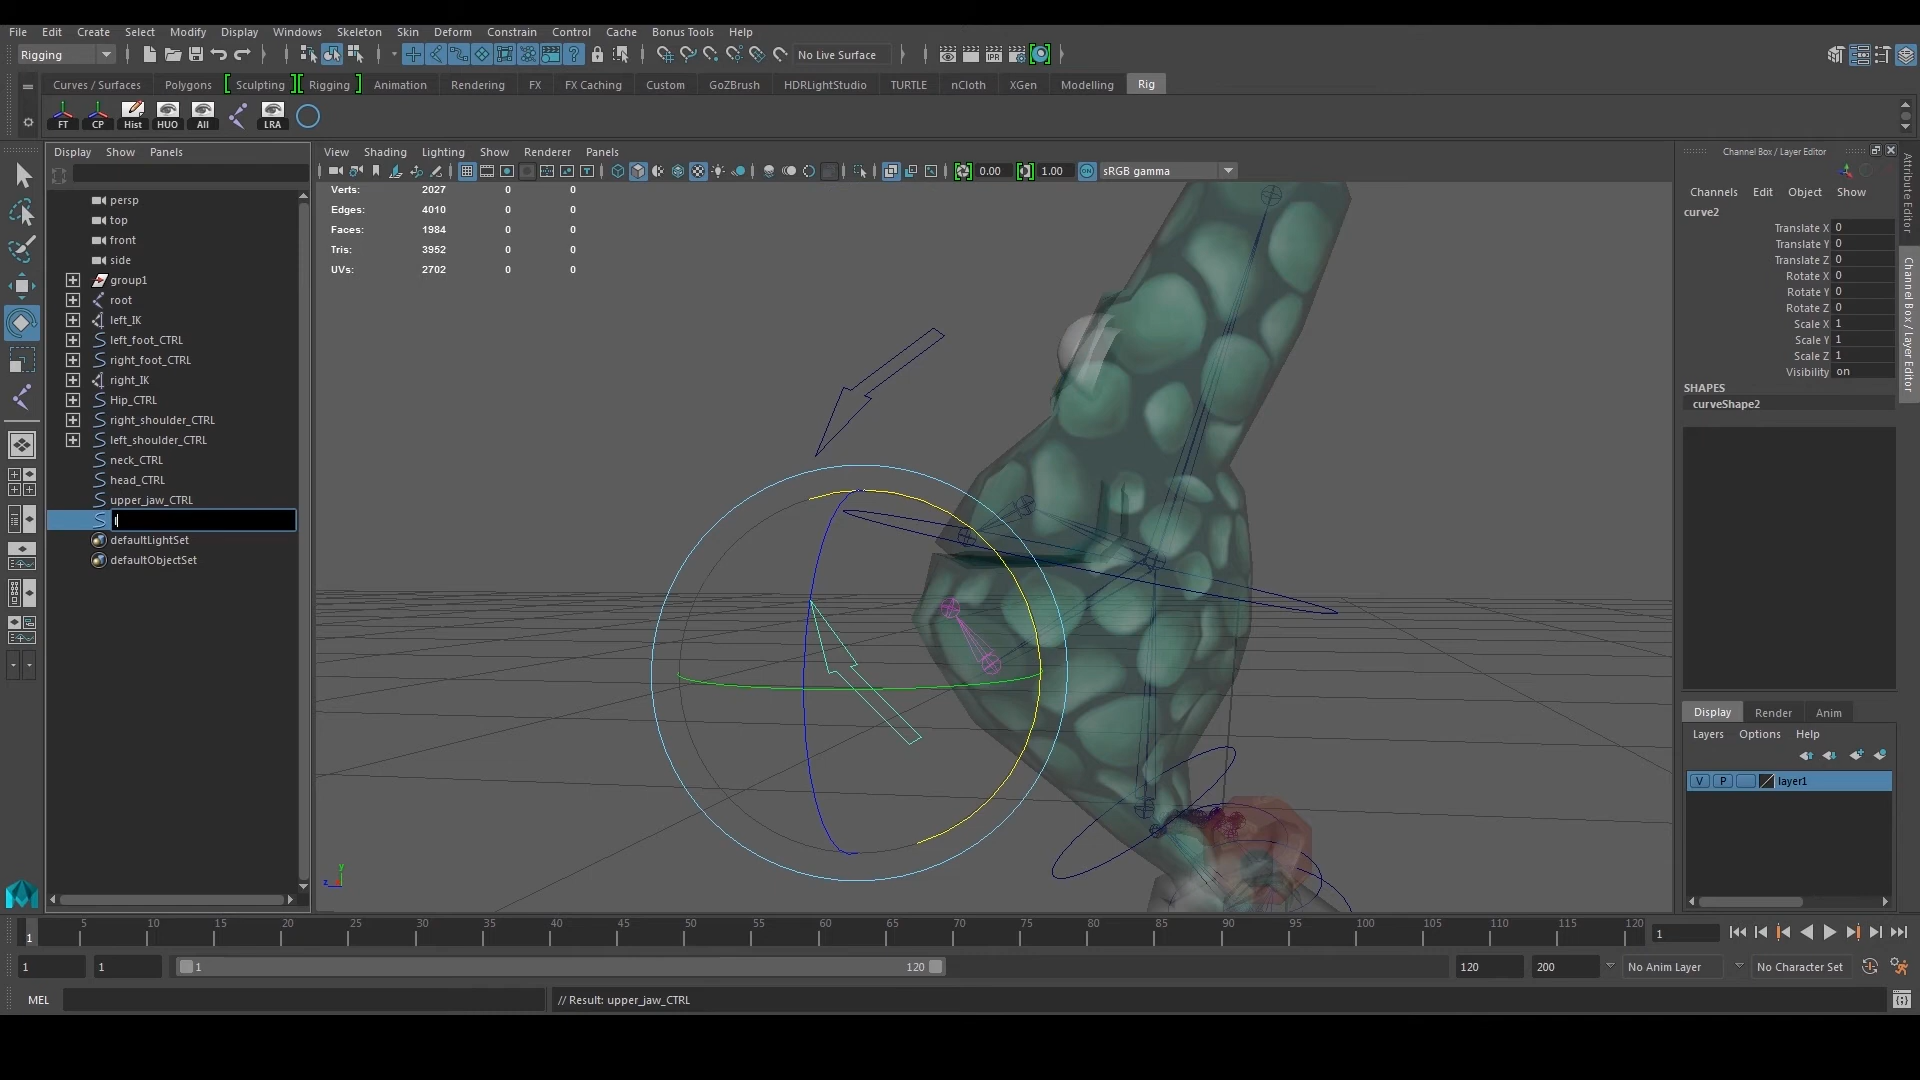 File Edit Create Select Modify Display Windows Skeleton Skin Deform Constrain Control Cache Bonus Tools Help
Rigging No Live Surface
Curves / Surfaces Polygons Sculpting Rigging Animation Rendering FX FX Caching Custom GoZBrush HDRLightStudio TURTLE nCloth XGen Modelling Rig
FT CP Hist HUO All LRA
Display Show Panels
View Shading Lighting Show Renderer Panels
0.00 1.00 ON sRGB gamma
persp
top
front
side
group1
root
left_IK
left_foot_CTRL
right_foot_CTRL
right_IK
Hip_CTRL
right_shoulder_CTRL
left_shoulder_CTRL
neck_CTRL
head_CTRL
upper_jaw_CTRL
defaultLightSet
defaultObjectSet
Verts: 2027 0 0
Edges: 4010 0 0
Faces: 1984 0 0
Tris: 3952 0 0
UVs: 2702 0 0
y
z
Channel Box / Layer Editor
Channels Edit Object Show
curve2
Translate X 0
Translate Y 0
Translate Z 0
Rotate X 0
Rotate Y 0
Rotate Z 0
Scale X 1
Scale Y 1
Scale Z 1
Visibility on
SHAPES
curveShape2
Display Render Anim
Layers Options Help
V P layer1
Attribute Editor
Channel Box / Layer Editor
1 5 10 15 20 25 30 35 40 45 50 55 60 65 70 75 80 85 90 95 100 105 110 115 120 1
1 1 1 120 120 200 No Anim Layer No Character Set
MEL // Result: upper_jaw_CTRL